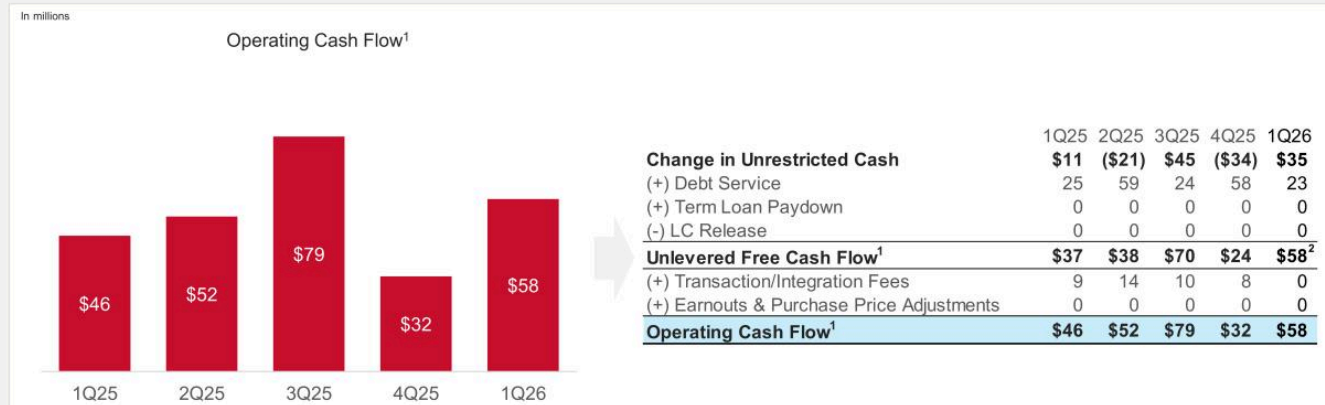 In millions
Operating Cash Flow¹
$46
$52
$79
$32
$58
1Q25 2Q25 3Q25 4Q25 1Q26
1Q25 2Q25 3Q25 4Q25 1Q26
Change in Unrestricted Cash $11 ($21) $45 ($34) $35
(+) Debt Service 25 59 24 58 23
(+) Term Loan Paydown 0 0 0 0 0
(-) LC Release 0 0 0 0 0
Unlevered Free Cash Flow¹ $37 $38 $70 $24 $58²
(+) Transaction/Integration Fees 9 14 10 8 0
(+) Earnouts & Purchase Price Adjustments 0 0 0 0 0
Operating Cash Flow¹ $46 $52 $79 $32 $58